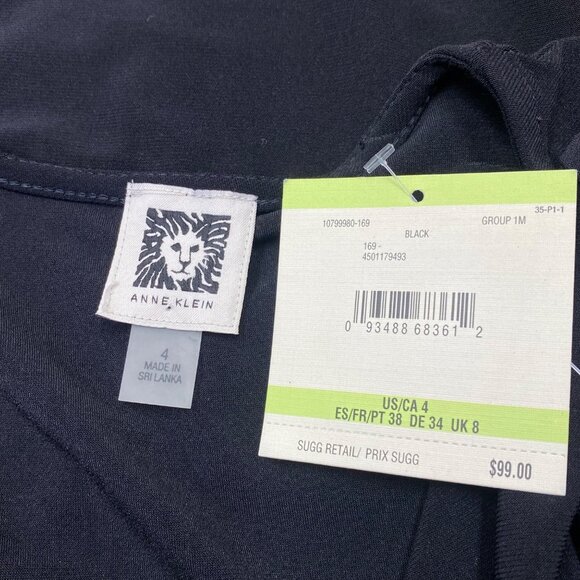 ANNE KLEIN
4
MADE IN
SRI LANKA
35-P1-1
10799980-169
GROUP 1M
BLACK
169 -
4501179493
0 93488 68361 2
US/CA 4
ES/FR/PT 38 DE 34 UK 8
SUGG RETAIL/ PRIX SUGG
$99.00